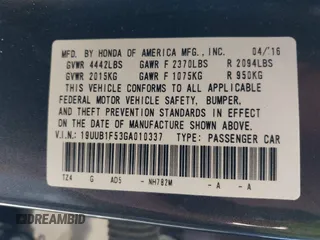 MFD. BY HONDA OF AMERICA MFG., INC. 04/16
GVWR 4442LBS GAWR F 2370LBS R 2094LBS
GVWR 2015KG GAWR F 1075KG R 950KG
THIS VEHICLE CONFORMS TO ALL APPLICABLE
FEDERAL MOTOR VEHICLE SAFETY, BUMPER,
AND THEFT PREVENTION STANDARDS IN EFFECT
ON THE DATE OF MANUFACTURE SHOWN ABOVE.
V.I.N.:19UUB1F53GA010337 TYPE: PASSENGER CAR
TZ4 G AD5 - NH782M - A - A
DREAMBID